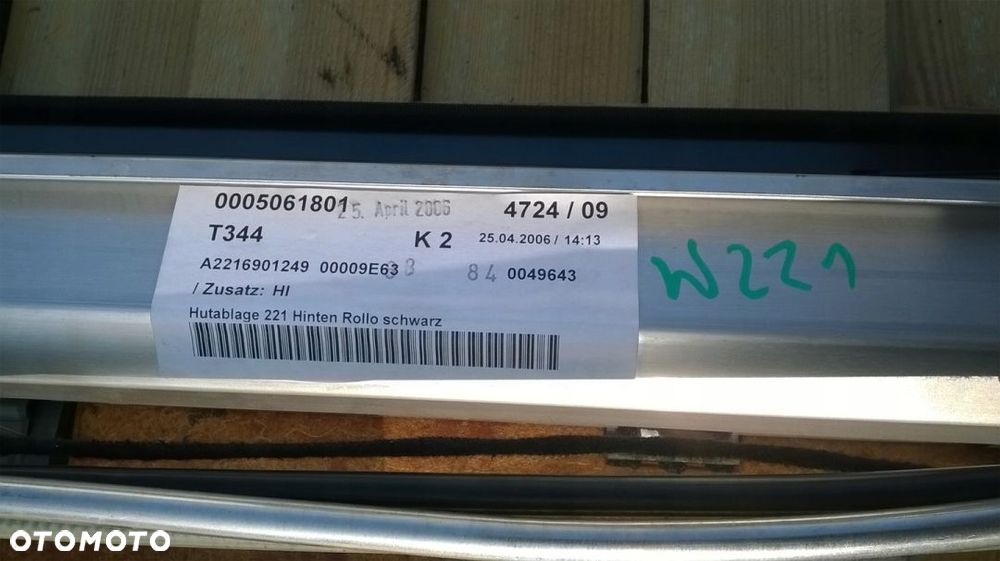 0005061801 25. April 2006 4724 / 09
T344 K 2 25.04.2006 / 14:13
A2216901249 00009E63 83 84 0049643
/ Zusatz: HI
Hutablage 221 Hinten Rollo schwarz
W221
OTOMOTO